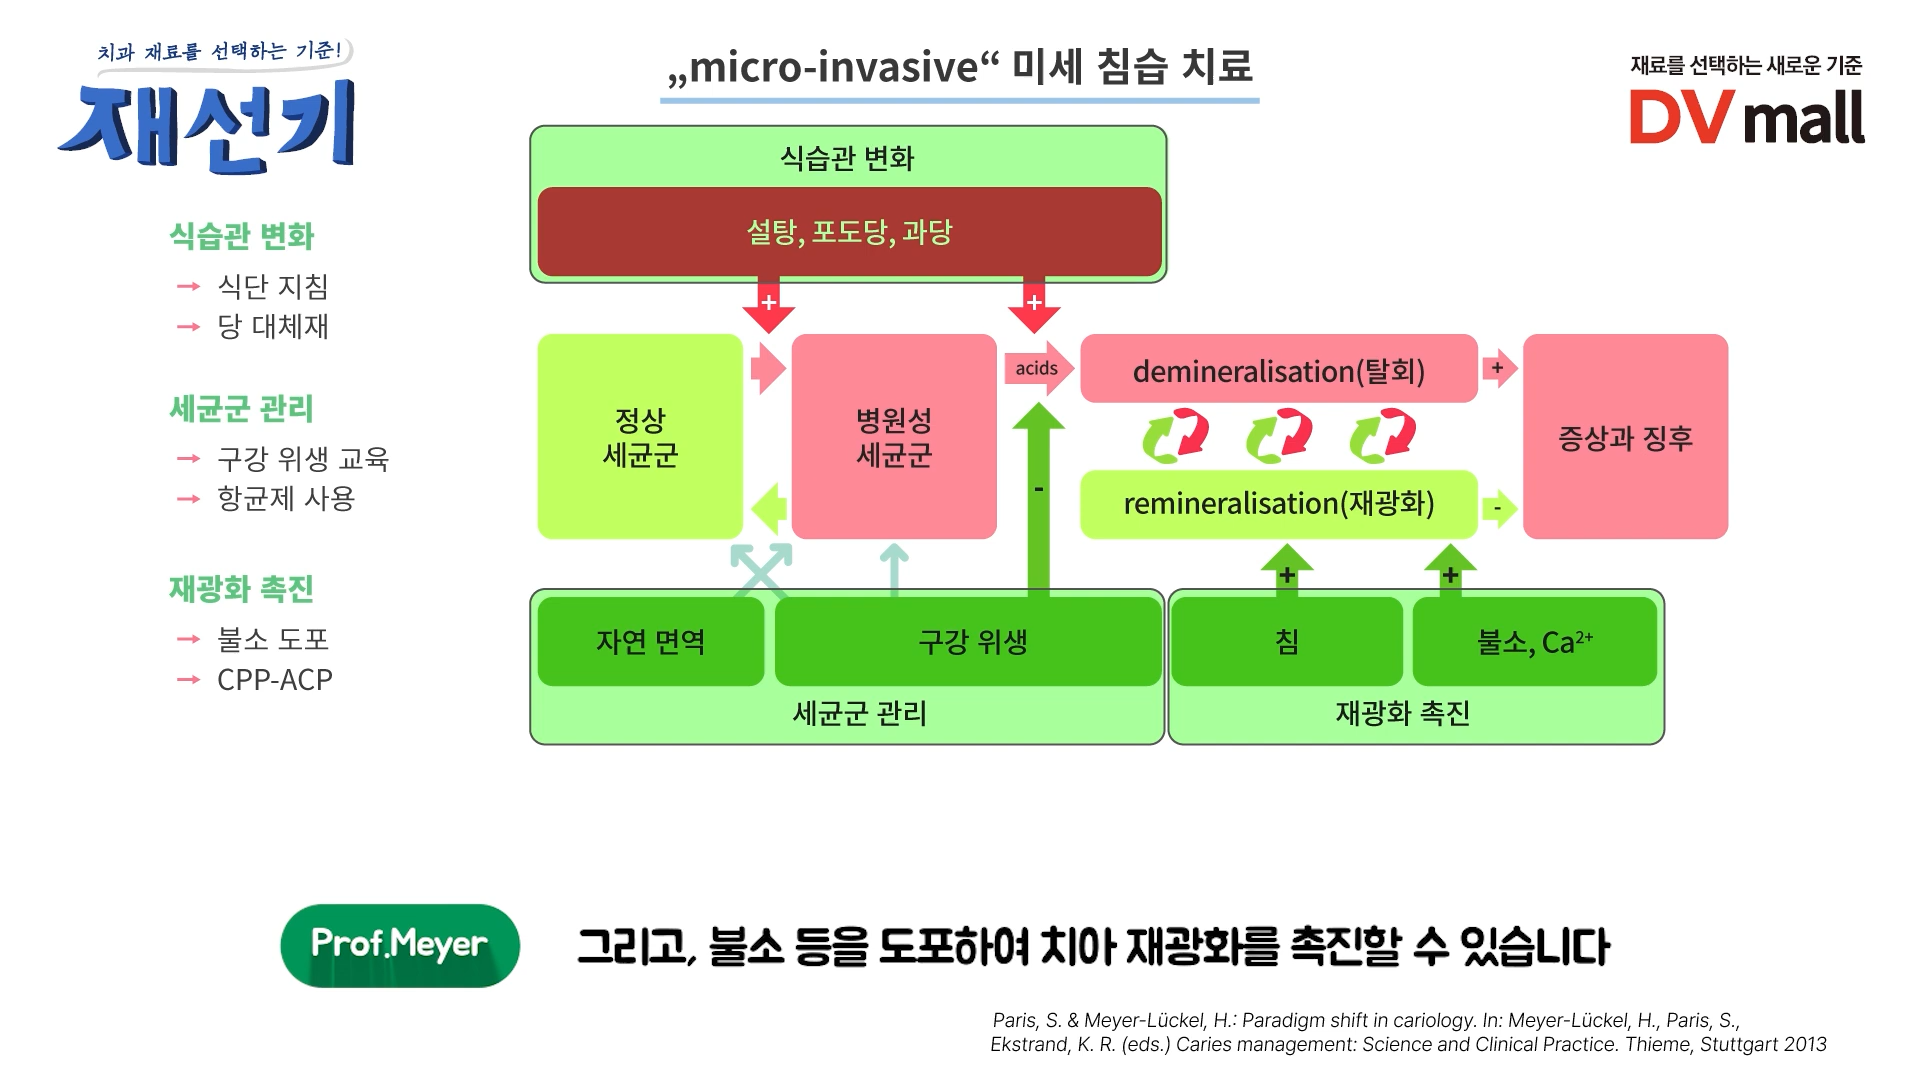 치과 재료를 선택하는 기준!
재선기
„micro-invasive“ 미세 침습 치료
재료를 선택하는 새로운 기준
DV mall
식습관 변화
→ 식단 지침
→ 당 대체재
세균군 관리
→ 구강 위생 교육
→ 항균제 사용
재광화 촉진
→ 불소 도포
→ CPP-ACP
식습관 변화
설탕, 포도당, 과당
+
+
정상
세균군
병원성
세균군
acids
-
demineralisation(탈회)
+
remineralisation(재광화)
-
증상과 징후
+
+
자연 면역
구강 위생
침
불소, Ca²⁺
세균군 관리
재광화 촉진
Prof.Meyer
그리고, 불소 등을 도포하여 치아 재광화를 촉진할 수 있습니다
Paris, S. & Meyer-Lückel, H.: Paradigm shift in cariology. In: Meyer-Lückel, H., Paris, S.,
Ekstrand, K. R. (eds.) Caries management: Science and Clinical Practice. Thieme, Stuttgart 2013